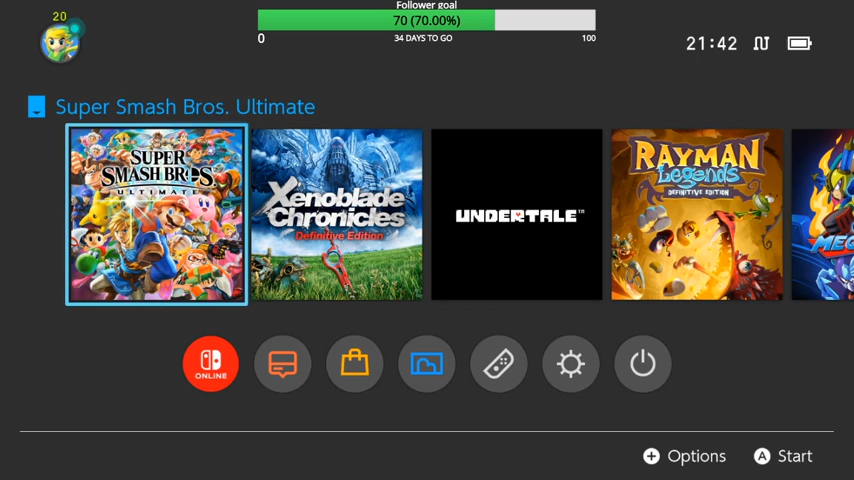 20
Follower goal
70 (70.00%)
0
34 DAYS TO GO
100
21:42
Super Smash Bros. Ultimate
SUPER
SMASH BROS.
ULTIMATE
Xenoblade
Chronicles
Definitive Edition
UNDERTALE™
RAYMAN
Legends
DEFINITIVE EDITION
ONLINE
Options
A Start